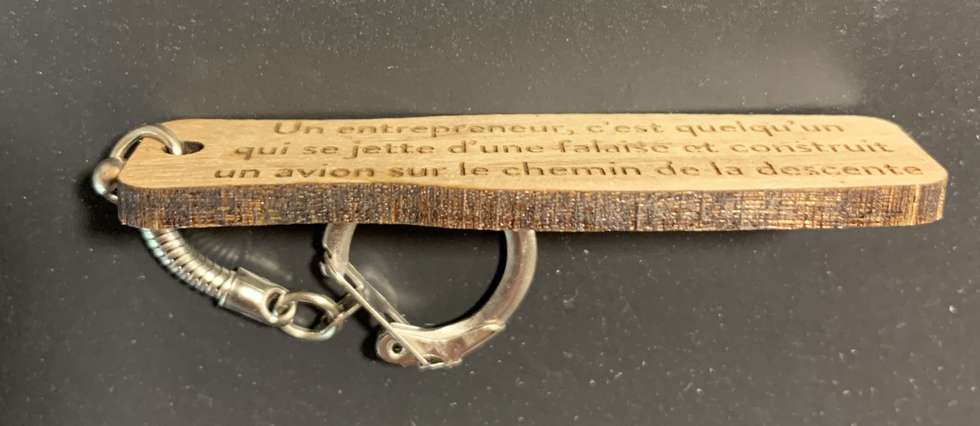 Un entrepreneur, c'est quelqu'un
qui se jette d'une falaise et construit
un avion sur le chemin de la descente